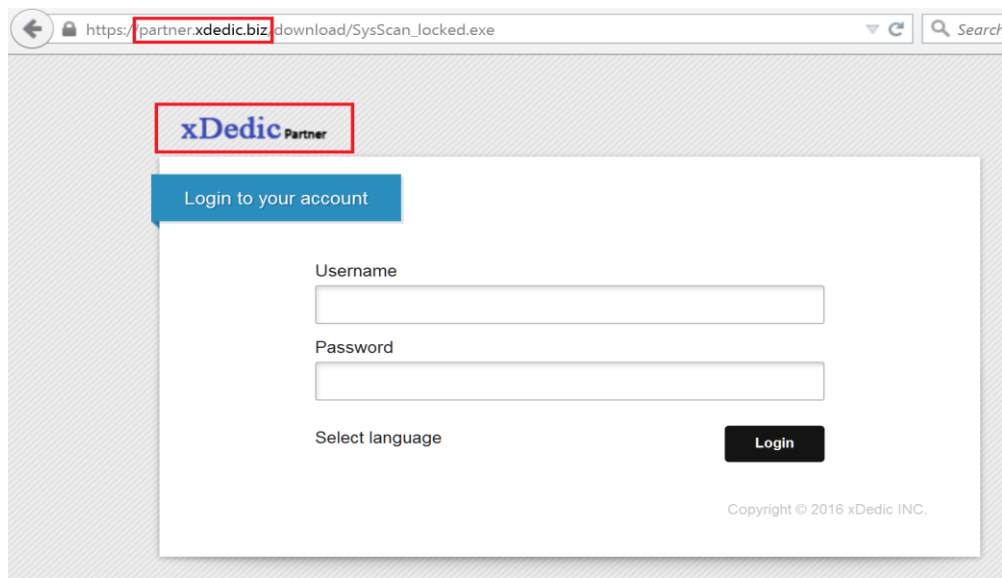 https://partner.xdedic.biz/download/SysScan_locked.exe
Search
xDedic Partner
Login to your account
Username
Password
Select language
Login
Copyright © 2016 xDedic INC.